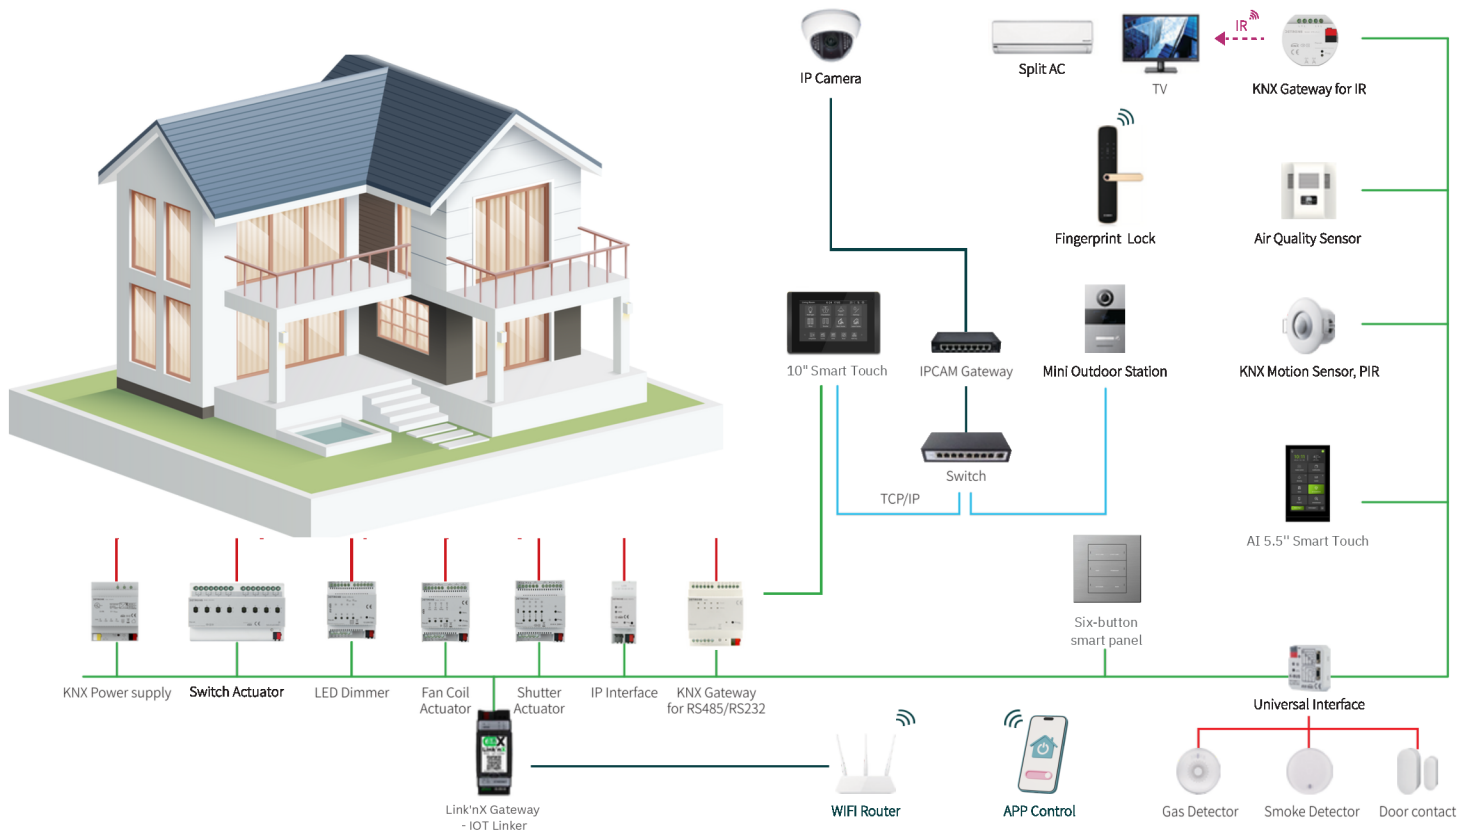 IR
IP Camera
Split AC
TV
KNX Gateway for IR
Fingerprint Lock
Air Quality Sensor
10" Smart Touch
IPCAM Gateway
Mini Outdoor Station
KNX Motion Sensor, PIR
Switch
TCP/IP
AI 5.5" Smart Touch
Six-button
smart panel
KNX Power supply
Switch Actuator
LED Dimmer
Fan Coil
Actuator
Shutter
Actuator
IP Interface
KNX Gateway
for RS485/RS232
Universal Interface
Link'nX Gateway
- IOT Linker
WIFI Router
APP Control
Gas Detector
Smoke Detector
Door contact